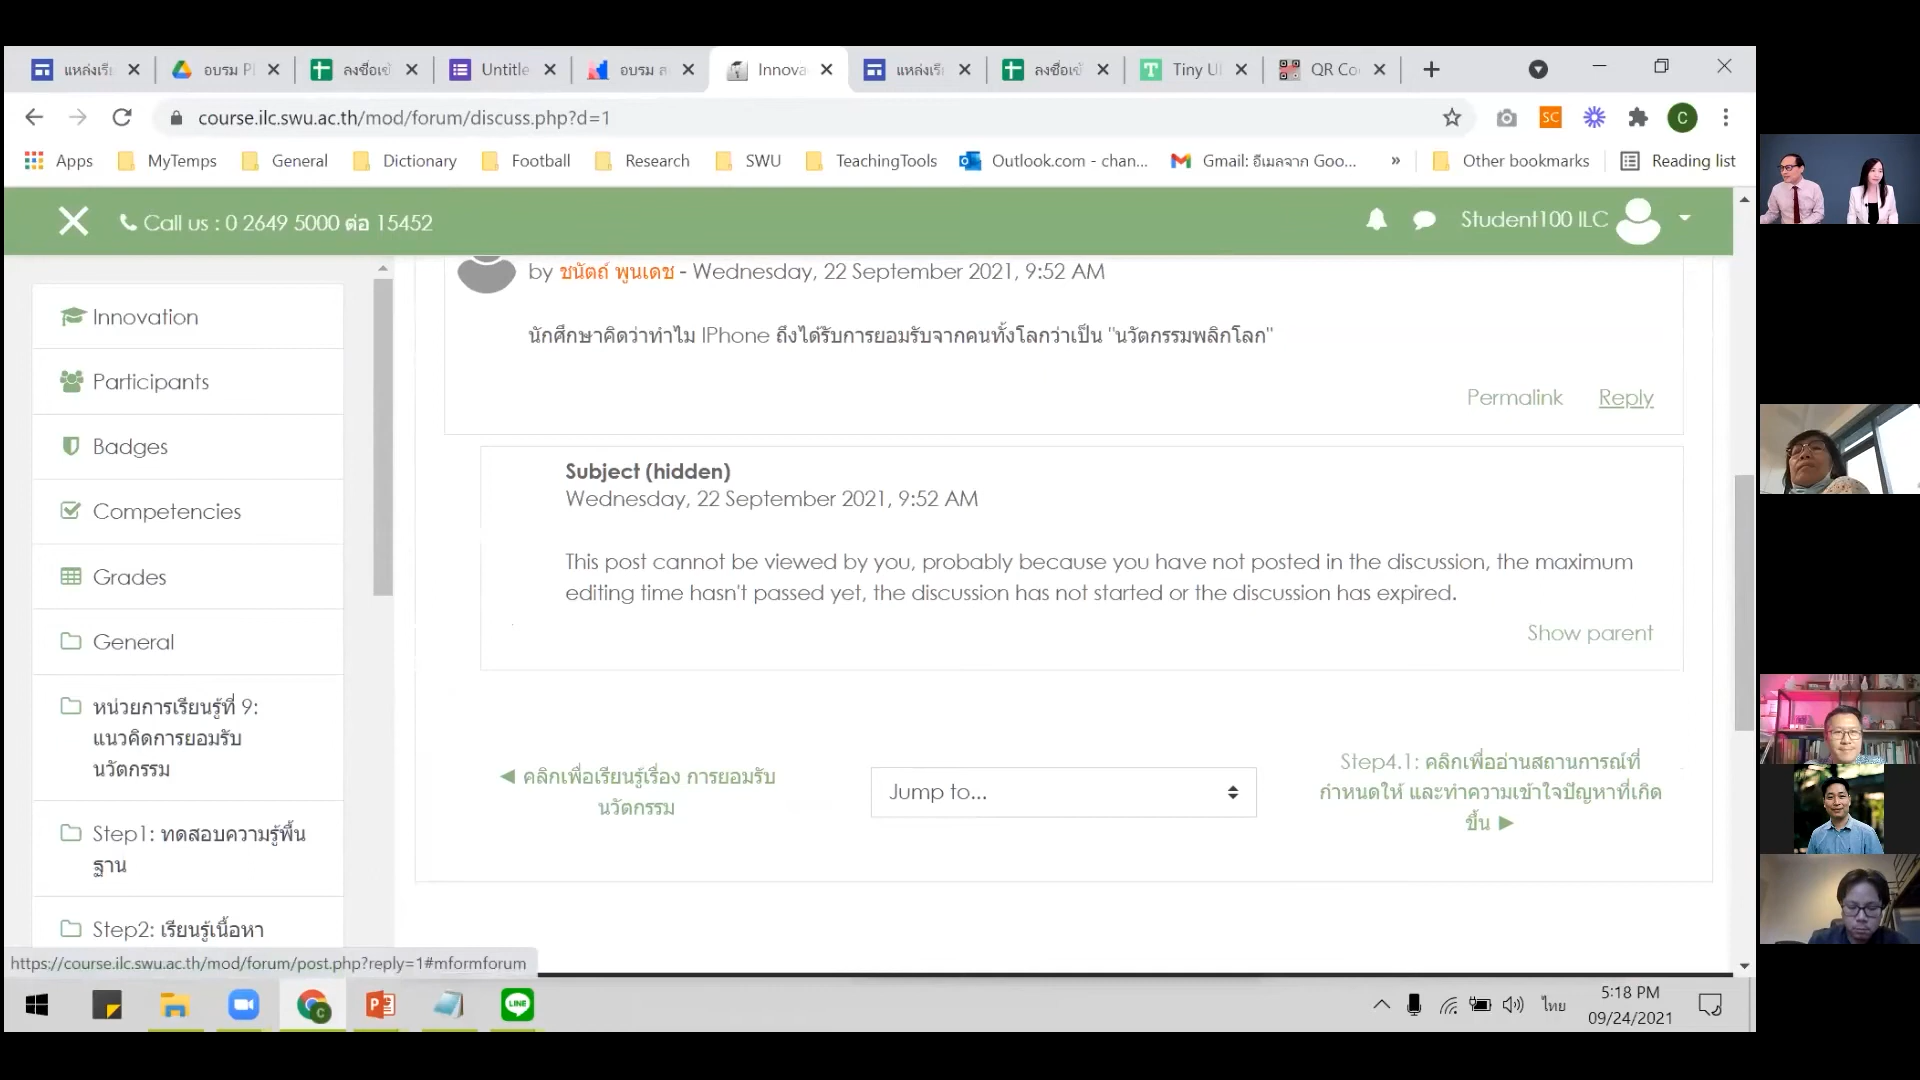 แหล่งเรี
อบรม P
ลงชื่อเข้
Untitle
อบรม ส
Innova
แหล่งเรี
ลงชื่อเข้
Tiny U
QR Co
course.ilc.swu.ac.th/mod/forum/discuss.php?d=1
SC
C
Apps
MyTemps
General
Dictionary
Football
Research
SWU
TeachingTools
Outlook.com - chan...
Gmail: อีเมลจาก Goo...
»
Other bookmarks
Reading list
Call us : 0 2649 5000 ต่อ 15452
Student100 ILC
by ชนัตถ์ พูนเดช - Wednesday, 22 September 2021, 9:52 AM
นักศึกษาคิดว่าทำไม IPhone ถึงได้รับการยอมรับจากคนทั้งโลกว่าเป็น "นวัตกรรมพลิกโลก"
Permalink
Reply
Subject (hidden)
Wednesday, 22 September 2021, 9:52 AM
This post cannot be viewed by you, probably because you have not posted in the discussion, the maximum
editing time hasn't passed yet, the discussion has not started or the discussion has expired.
Show parent
Innovation
Participants
Badges
Competencies
Grades
General
หน่วยการเรียนรู้ที่ 9:
แนวคิดการยอมรับ
นวัตกรรม
Step1: ทดสอบความรู้พื้น
ฐาน
Step2: เรียนรู้เนื้อหา
◄ คลิกเพื่อเรียนรู้เรื่อง การยอมรับ
นวัตกรรม
Jump to...
Step4.1: คลิกเพื่ออ่านสถานการณ์ที่
กำหนดให้ และทำความเข้าใจปัญหาที่เกิด
ขึ้น ►
https://course.ilc.swu.ac.th/mod/forum/post.php?reply=1#mformforum
C
LINE
ไทย
5:18 PM
09/24/2021